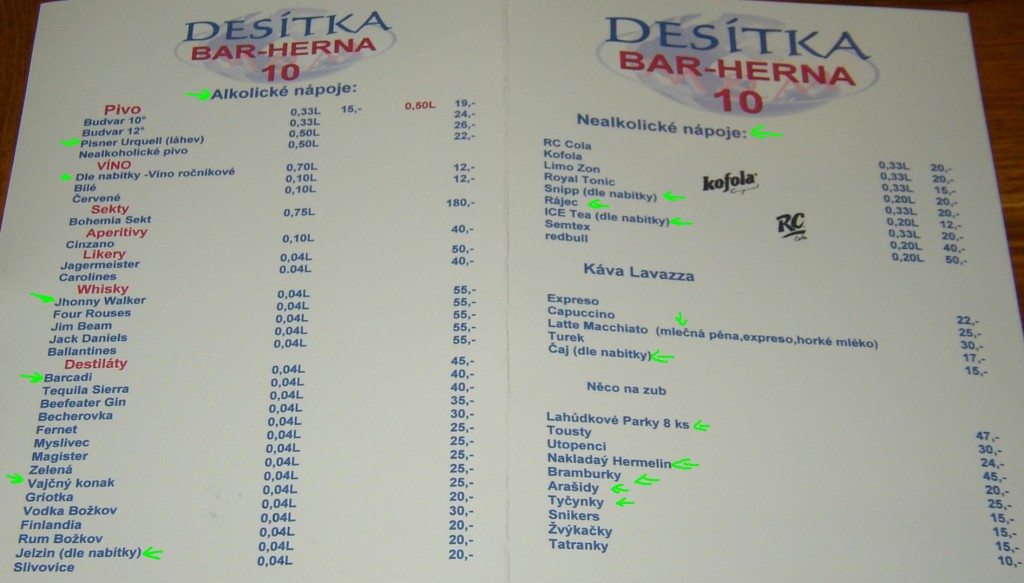 DESÍTKA
BAR-HERNA
10
Alkolické nápoje:
Pivo
Budvar 10° 0,33L 15,- 0,50L 19,-
Budvar 12° 0,33L 24,-
Pisner Urquell (láhev) 0,50L 26,-
Nealkoholické pivo 0,50L 22,-
VÍNO
Dle nabitky -Vino ročníkové 0,70L
Bílé 0,10L 12,-
Červené 0,10L 12,-
Sekty
Bohemia Sekt 0,75L 180,-
Aperitivy
Cinzano 0,10L 40,-
Likery
Jagermeister 0,04L 50,-
Carolines 0.04L 40,-
Whisky
Jhonny Walker 0,04L 55,-
Four Rouses 0,04L 55,-
Jim Beam 0,04L 55,-
Jack Daniels 0,04L 55,-
Ballantines 0,04L 55,-
Destiláty
Barcadi 0,04L 45,-
Tequila Sierra 0,04L 40,-
Beefeater Gin 0,04L 40,-
Becherovka 0,04L 35,-
Fernet 0,04L 30,-
Myslivec 0,04L 25,-
Magister 0,04L 25,-
Zelená 0,04L 25,-
Vajčný konak 0,04L 25,-
Griotka 0,04L 25,-
Vodka Božkov 0,04L 20,-
Finlandia 0,04L 30,-
Rum Božkov 0,04L 20,-
Jelzin (dle nabítky) 0,04L 20,-
Slivovice 0,04L 20,-
DESÍTKA
BAR-HERNA
10
Nealkolické nápoje:
RC Cola 0,33L 20,-
Kofola 0,33L 20,-
Limo Zon 0,33L 15,-
Royal Tonic 0,20L 20,-
Snipp (dle nabitky) 0,33L 20,-
Rájec 0,20L 12,-
ICE Tea (dle nabitky) 0,33L 20,-
Semtex 0,20L 40,-
redbull 0,20L 50,-
kofola
RC
Cola
Káva Lavazza
Expreso 22,-
Capuccino 25,-
Latte Macchiato (mlečná pěna,expreso,horké mléko) 30,-
Turek 17,-
Čaj (dle nabitky) 15,-
Něco na zub
Lahůdkové Parky 8 ks 47,-
Tousty 30,-
Utopenci 24,-
Nakladaý Hermelin 45,-
Bramburky 20,-
Arašidy 25,-
Tyčynky 15,-
Snikers 15,-
Žvýkačky 15,-
Tatranky 10,-